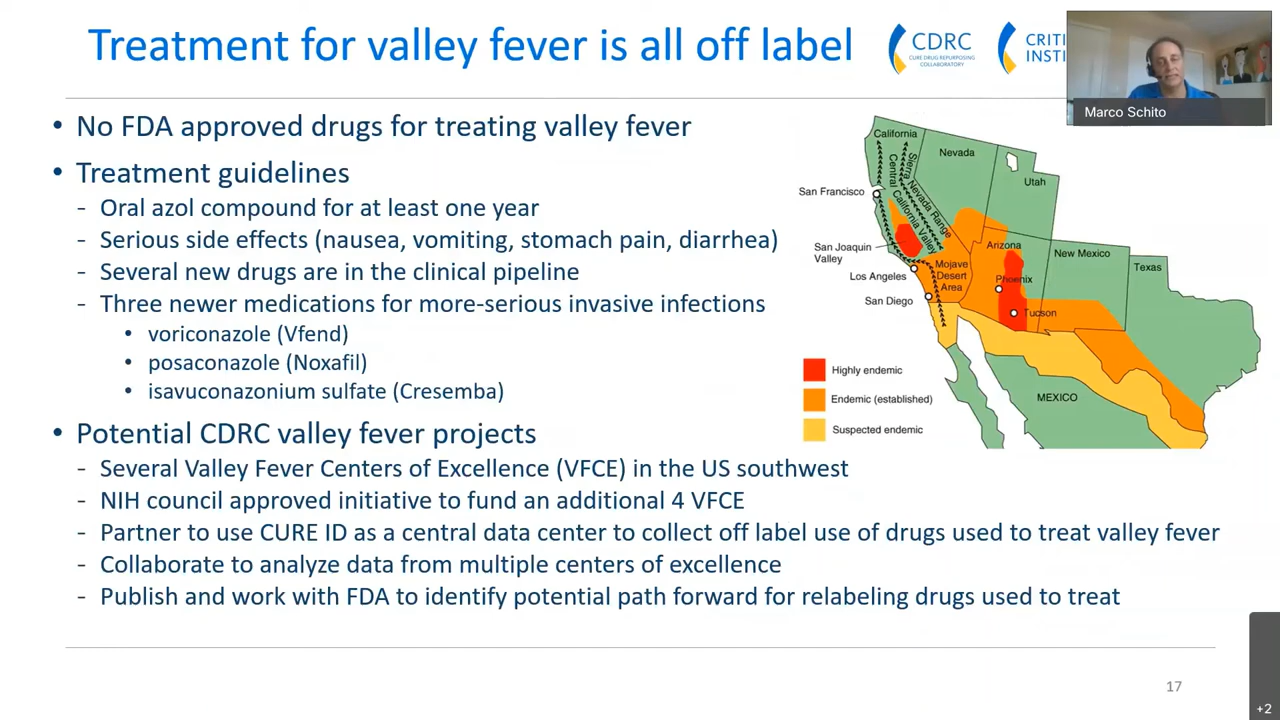 Treatment for valley fever is all off label
CDRC
CURE DRUG REPURPOSING
COLLABORATORY
CRITI
INSTI
Marco Schito
• No FDA approved drugs for treating valley fever
• Treatment guidelines
- Oral azol compound for at least one year
- Serious side effects (nausea, vomiting, stomach pain, diarrhea)
- Several new drugs are in the clinical pipeline
- Three newer medications for more-serious invasive infections
• voriconazole (Vfend)
• posaconazole (Noxafil)
• isavuconazonium sulfate (Cresemba)
• Potential CDRC valley fever projects
- Several Valley Fever Centers of Excellence (VFCE) in the US southwest
- NIH council approved initiative to fund an additional 4 VFCE
- Partner to use CURE ID as a central data center to collect off label use of drugs used to treat valley fever
- Collaborate to analyze data from multiple centers of excellence
- Publish and work with FDA to identify potential path forward for relabeling drugs used to treat
California
Nevada
Utah
Sierra Nevada Range
Central California Valley
San Francisco
San Joaquin
Valley
Los Angeles
San Diego
Mojave
Desert
Area
Arizona
Phoenix
Tucson
New Mexico
Texas
MEXICO
Highly endemic
Endemic (established)
Suspected endemic
17
+2